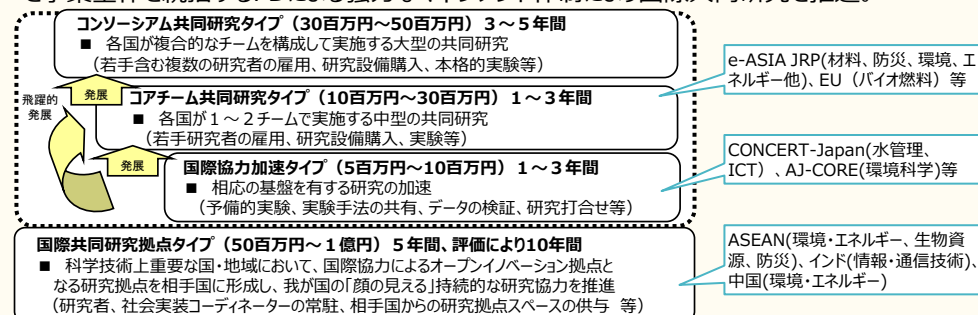 コンソーシアム共同研究タイプ（30百万円～50百万円）３～５年間
■ 各国が複合的なチームを構成して実施する大型の共同研究
（若手含む複数の研究者の雇用、研究設備購入、本格的実験等）
e-ASIA JRP(材料、防災、環境、エ
ネルギー他)、EU（バイオ燃料）等
発展
飛躍的
発展
コアチーム共同研究タイプ（10百万円～30百万円）１～３年間
■ 各国が１～２チームで実施する中型の共同研究
（若手研究者の雇用、研究設備購入、実験等）
発展
国際協力加速タイプ（５百万円～10百万円）１～３年間
■ 相応の基盤を有する研究の加速
（予備的実験、実験手法の共有、データの検証、研究打合せ等）
CONCERT-Japan(水管理、
ICT）、AJ-CORE(環境科学)等
国際共同研究拠点タイプ（50百万円～１億円）５年間、評価により10年間
■ 科学技術上重要な国・地域において、国際協力によるオープンイノベーション拠点と
なる研究拠点を相手国に形成し、我が国の「顔の見える」持続的な研究協力を推進
（研究者、社会実装コーディネーターの常駐、相手国からの研究拠点スペースの供与 等）
ASEAN(環境・エネルギー、生物資
源、防災)、インド(情報・通信技術)、
中国(環境・エネルギー)